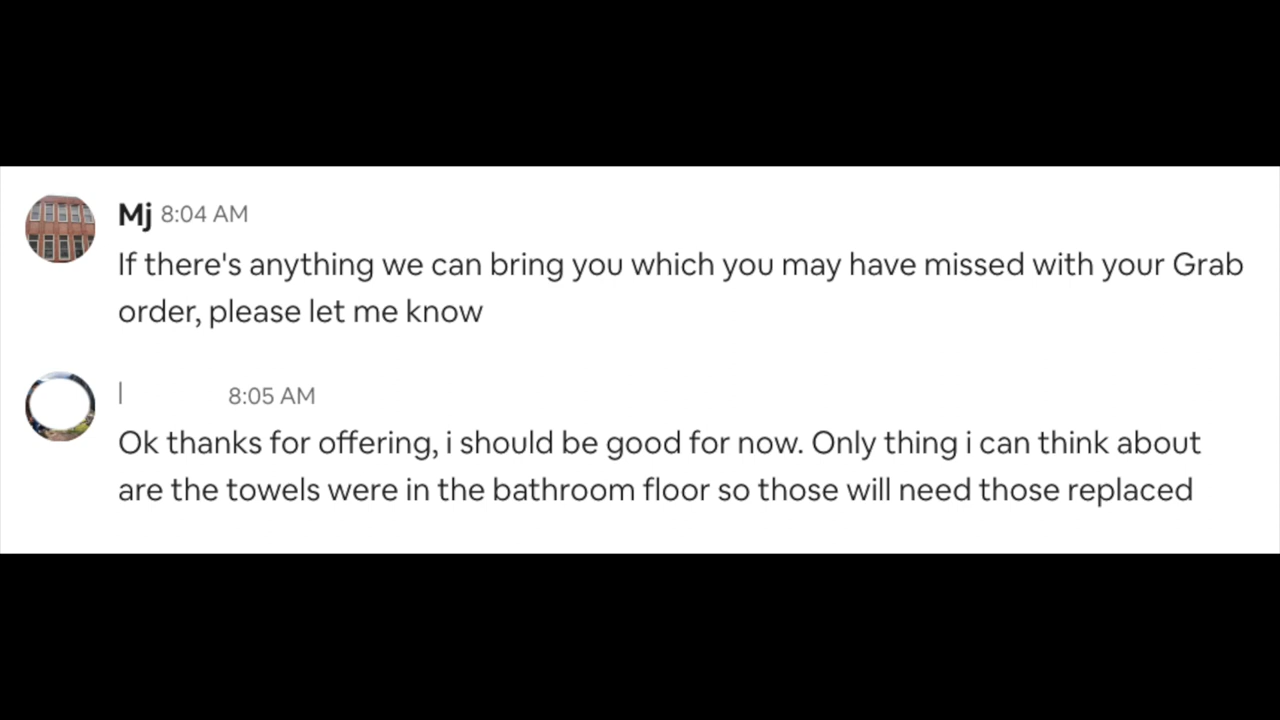 Mj 8:04 AM
If there's anything we can bring you which you may have missed with your Grab
order, please let me know
8:05 AM
Ok thanks for offering, i should be good for now. Only thing i can think about
are the towels were in the bathroom floor so those will need those replaced